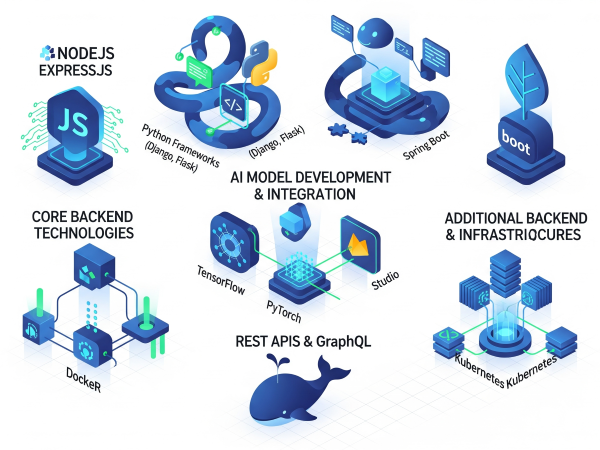 NODEJS
EXPRESSJS
JS
</>
Python Frameworks
(Django, Flask)
(Django, Flask)
Spring Boot
boot
AI MODEL DEVELOPMENT
& INTEGRATION
CORE BACKEND
TECHNOLOGIES
ADDITIONAL BACKEND
& INFRASTRIQCURES
TensorFlow
PyTorch
Studio
DockeR
REST APIS & GraphQL
Kubernetes Kubernetes